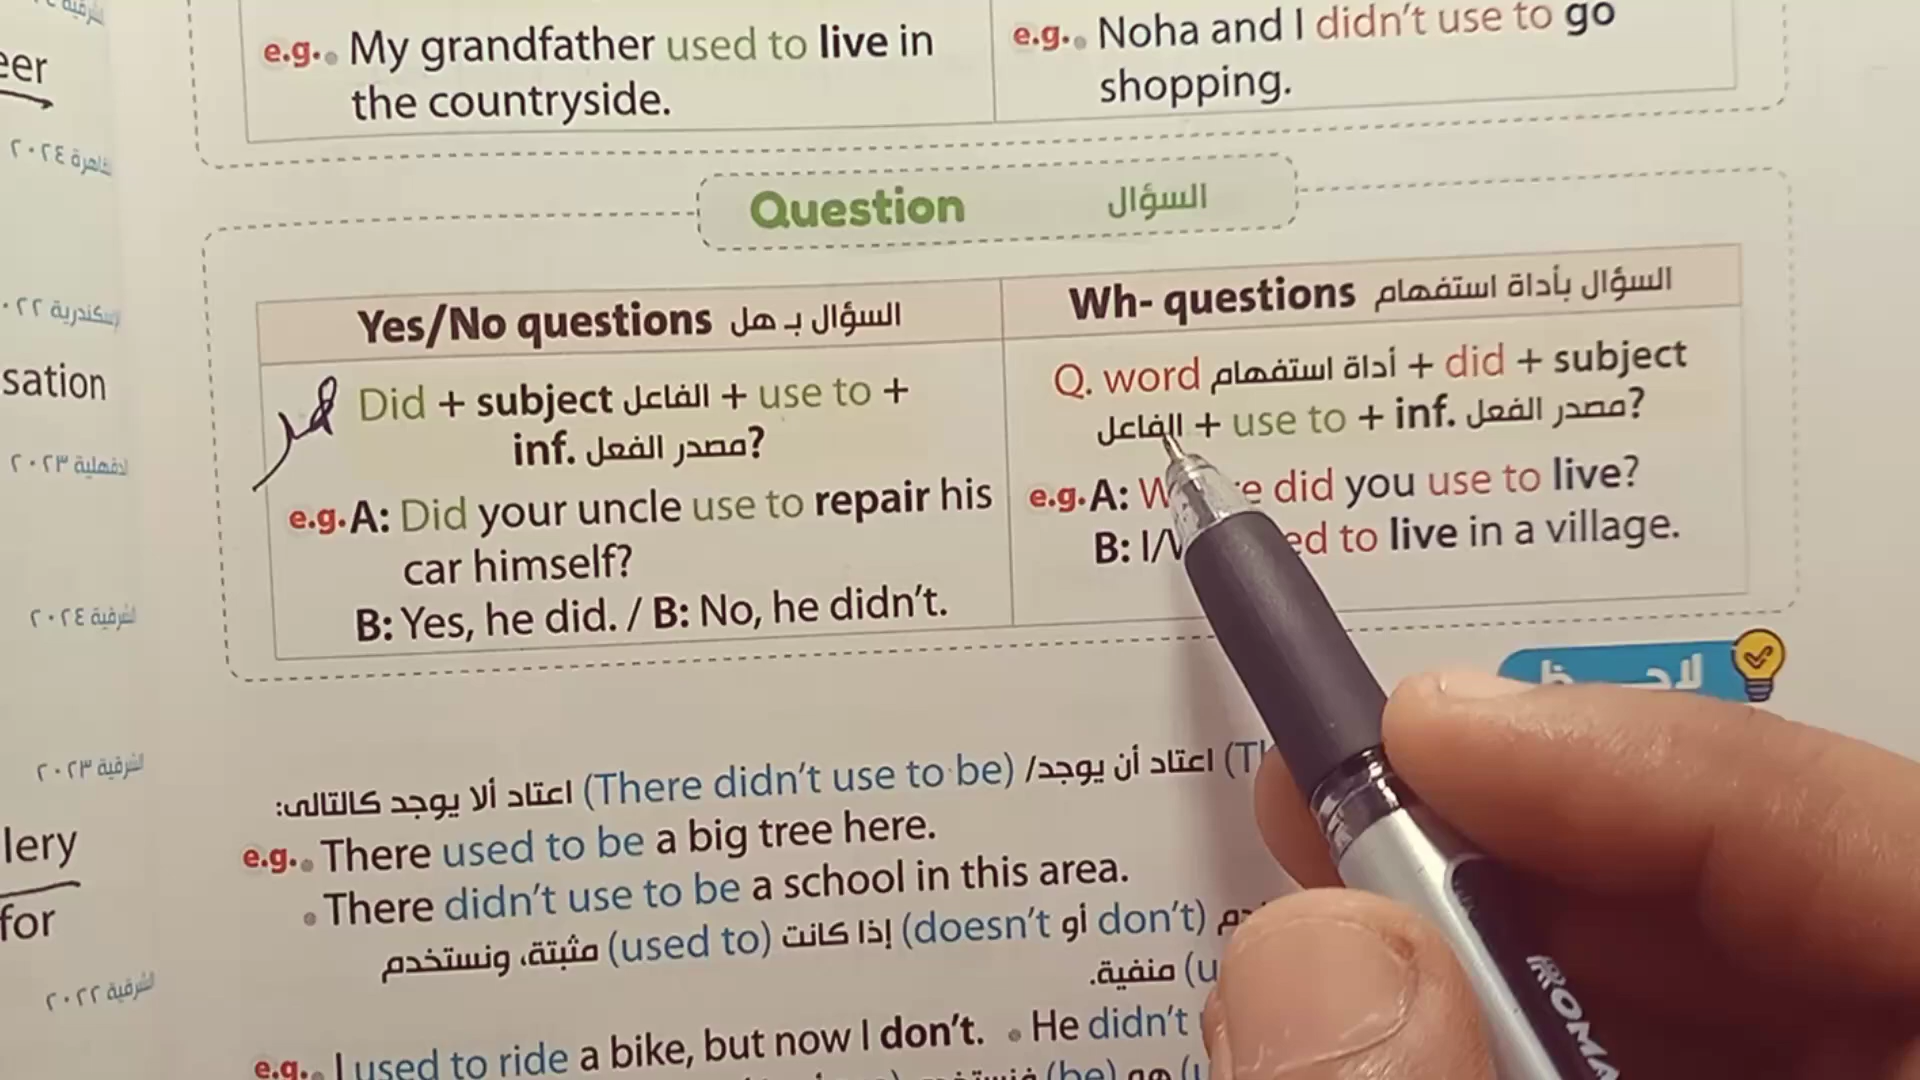 eer
القاهرة ٢٠٢٤
sation
الدقهلية ٢٠٢٣
الشرقية ٢٠٢٤
الشرقية ٢٠٢٣
lery
for
الشرقية ٢٠٢٢
e.g. • My grandfather used to live in
the countryside.
e.g. • Noha and I didn't use to go
shopping.
Question السؤال
Yes/No questions السؤال بـ هل
Did + subject الفاعل + use to +
inf. مصدر الفعل?
e.g. A: Did your uncle use to repair his
car himself?
B: Yes, he did. / B: No, he didn't.
Wh- questions السؤال بأداة استفهام
Q. word أداة استفهام + did + subject
الفاعل + use to + inf. مصدر الفعل?
e.g. A: did you use to live?
B: to live in a village.
لاحـــظ
اعتاد أن يوجد/ (There didn't use to be) اعتاد ألا يوجد كالتالى:
e.g. • There used to be a big tree here.
• There didn't use to be a school in this area.
(don't أو doesn't) إذا كانت (used to) مثبتة، ونستخدم
منفية.
e.g. • I used to ride a bike, but now I don't. • He didn't
(be)
ROMA